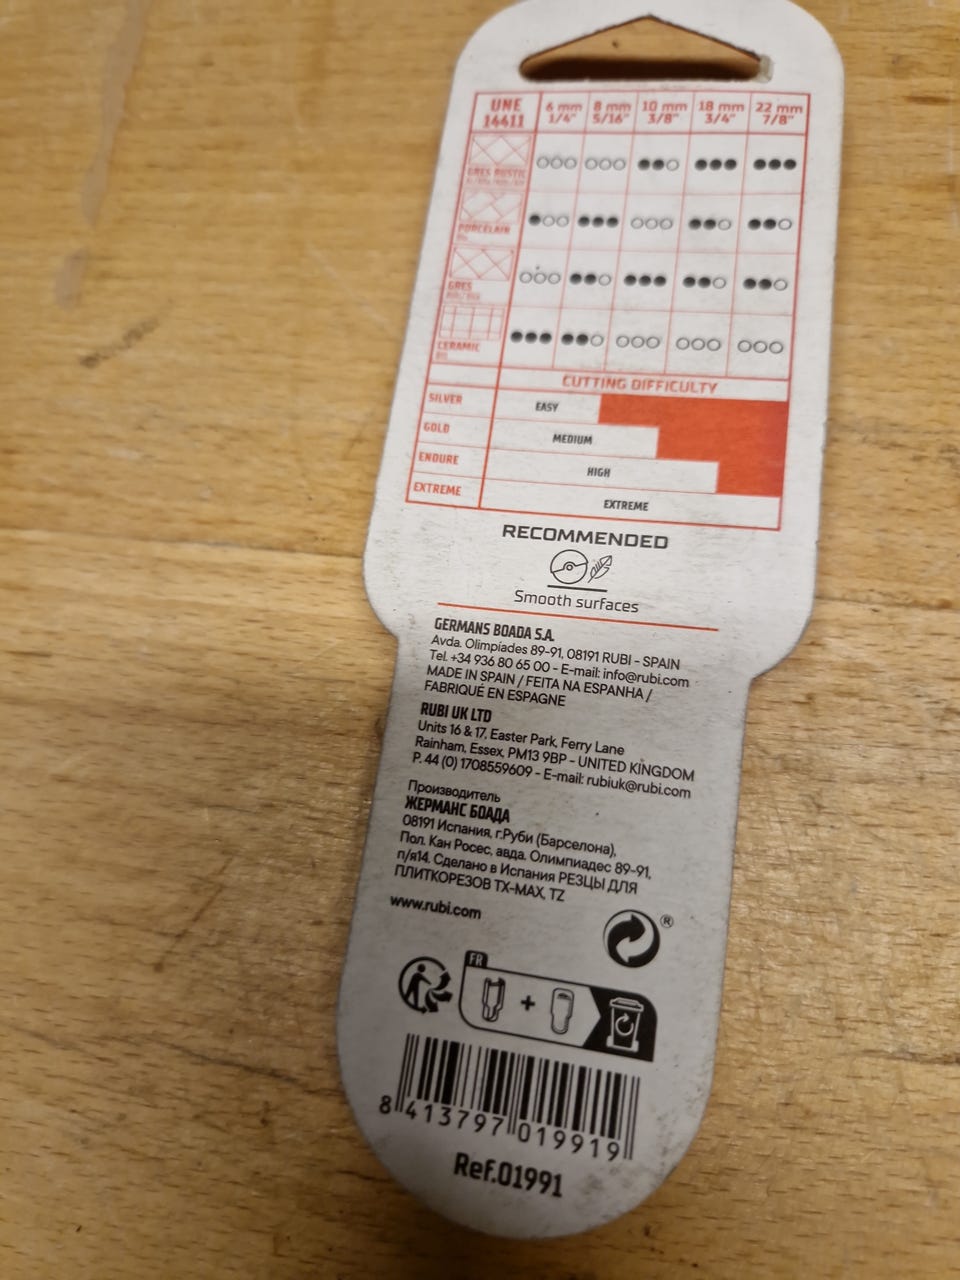 UNE 14411
6 mm 1/4"
8 mm 5/16"
10 mm 3/8"
18 mm 3/4"
22 mm 7/8"
GRES RUSTIC
PORCELAIN
GRES
CERAMIC
CUTTING DIFFICULTY
SILVER EASY
GOLD MEDIUM
ENDURE HIGH
EXTREME EXTREME
RECOMMENDED
Smooth surfaces
GERMANS BOADA S.A.
Avda. Olimpíades 89-91, 08191 RUBI - SPAIN
Tel. +34 936 80 65 00 - E-mail: info@rubi.com
MADE IN SPAIN / FEITA NA ESPANHA /
FABRIQUÉ EN ESPAGNE
RUBI UK LTD
Units 16 & 17, Easter Park, Ferry Lane
Rainham, Essex, PM13 9BP - UNITED KINGDOM
P. 44 (0) 1708559609 - E-mail: rubiuk@rubi.com
Производитель
ЖЕРМАНС БОАДА
08191 Испания, г.Руби (Барселона),
Пол. Кан Росес, авда. Олимпиадес 89-91,
п/я14. Сделано в Испания РЕЗЦЫ ДЛЯ
ПЛИТКОРЕЗОВ TX-MAX, TZ
www.rubi.com
®
FR
8 413797 019919
Ref.01991